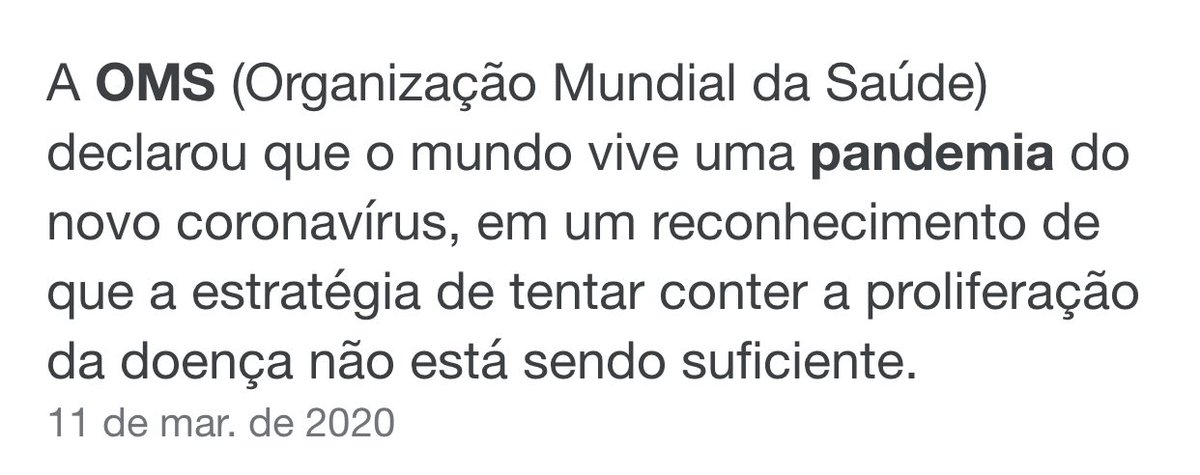 A OMS (Organização Mundial da Saúde)
declarou que o mundo vive uma pandemia do
novo coronavírus, em um reconhecimento de
que a estratégia de tentar conter a proliferação
da doença não está sendo suficiente.
11 de mar. de 2020